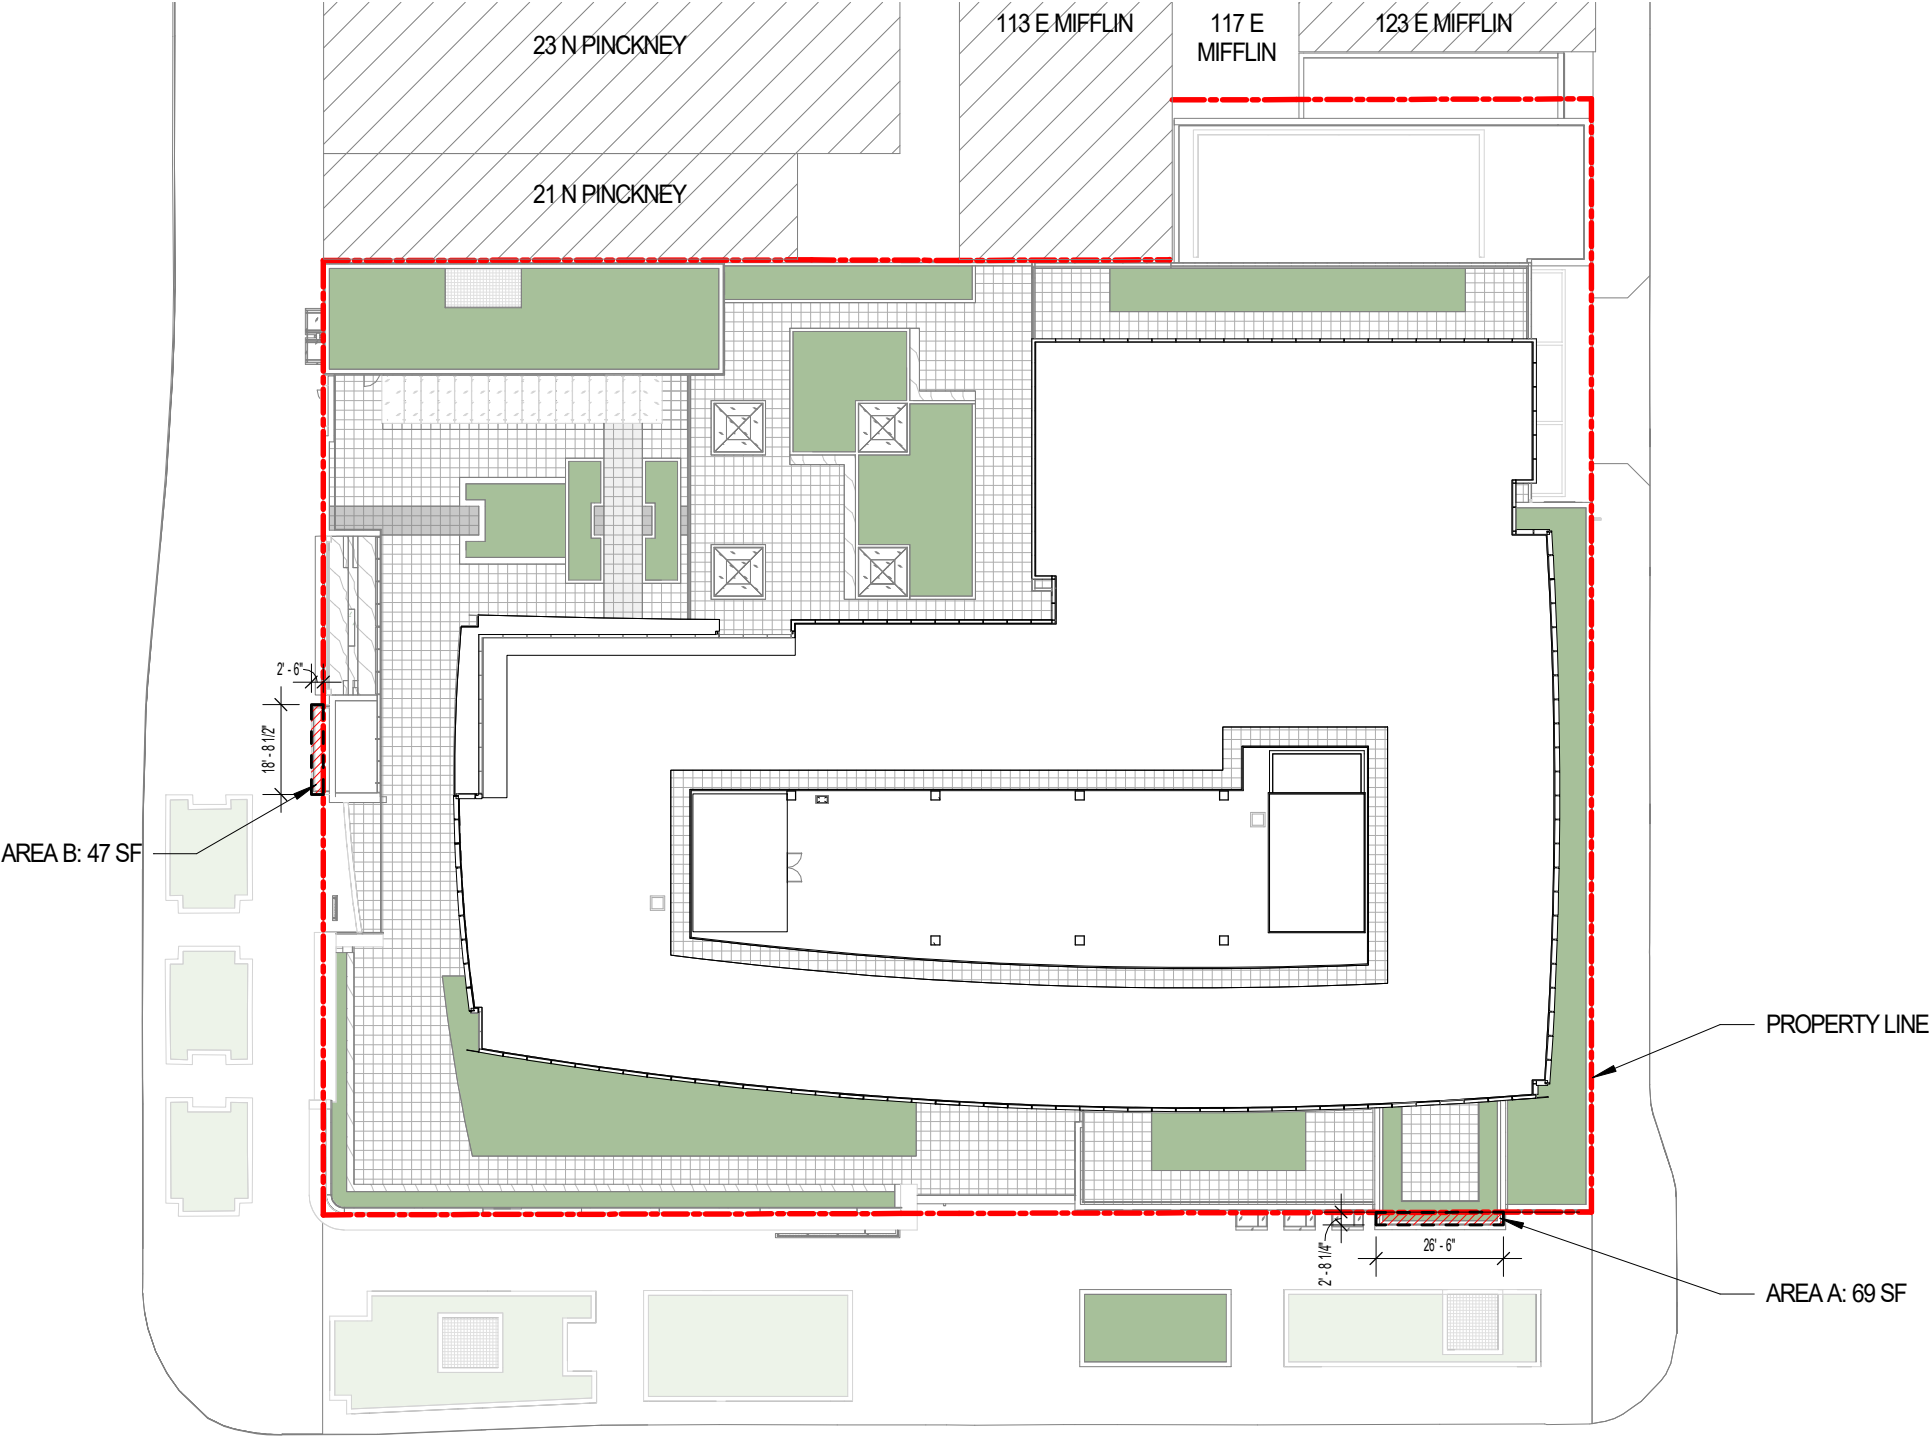 23 N PINCKNEY
113 E MIFFLIN
117 E
MIFFLIN
123 E MIFFLIN
21 N PINCKNEY
2' - 6"
18' - 8 1/2"
AREA B: 47 SF
PROPERTY LINE
2' - 8 1/4"
26' - 6"
AREA A: 69 SF